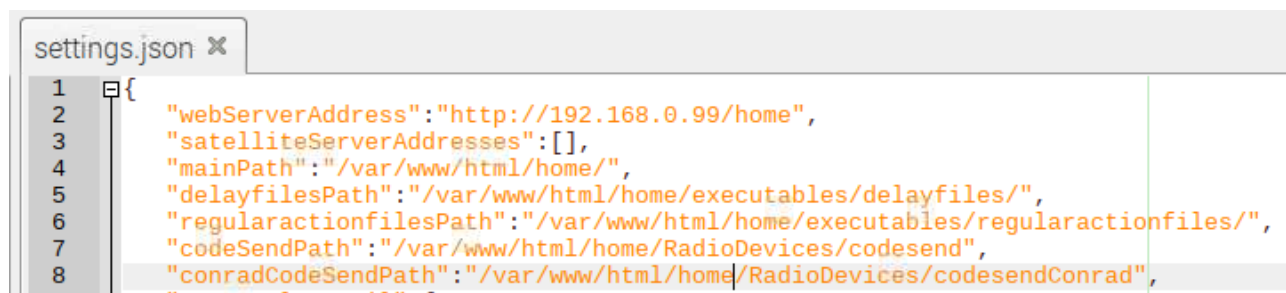 settings.json ×
1 {
2 "webServerAddress":"http://192.168.0.99/home",
3 "satelliteServerAddresses":[],
4 "mainPath":"/var/www/html/home/",
5 "delayfilesPath":"/var/www/html/home/executables/delayfiles/",
6 "regularactionfilesPath":"/var/www/html/home/executables/regularactionfiles/",
7 "codeSendPath":"/var/www/html/home/RadioDevices/codesend",
8 "conradCodeSendPath":"/var/www/html/home/RadioDevices/codesendConrad",